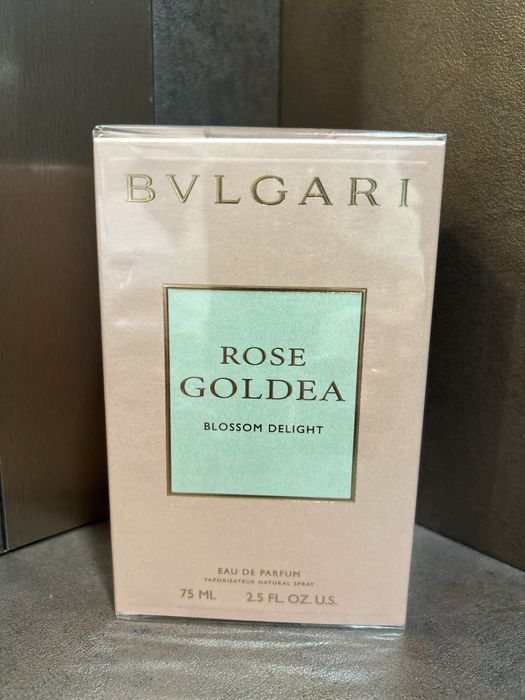 BVLGARI
ROSE
GOLDEA
BLOSSOM DELIGHT
EAU DE PARFUM
VAPORISATEUR NATURAL SPRAY
75 ML 2.5 FL. OZ. U.S.